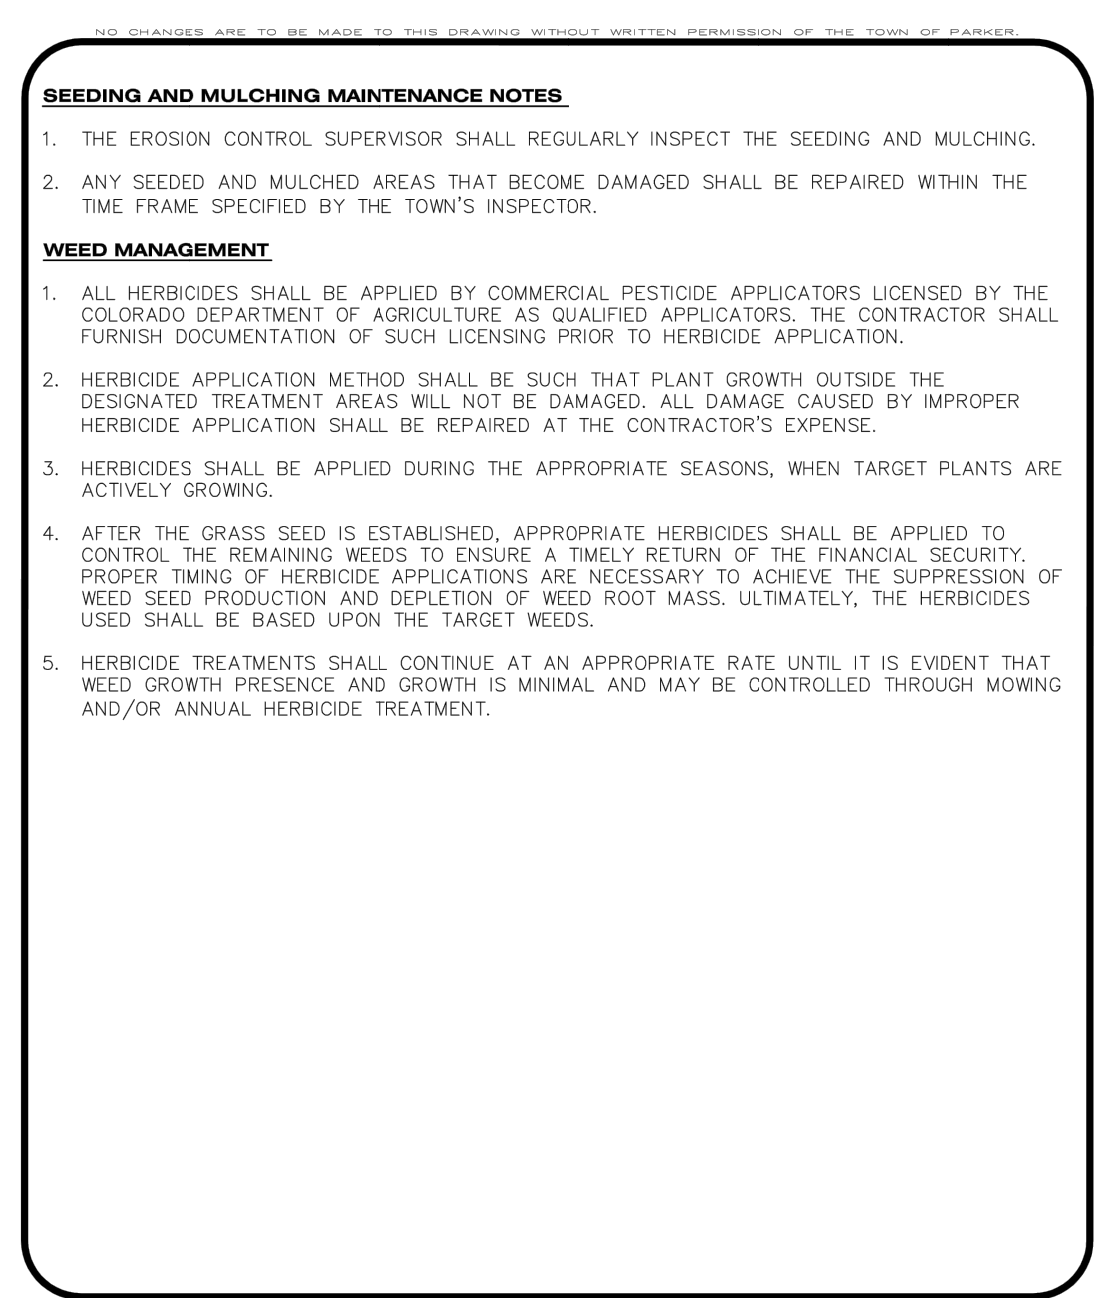 NO CHANGES ARE TO BE MADE TO THIS DRAWING WITHOUT WRITTEN PERMISSION OF THE TOWN OF PARKER.
SEEDING AND MULCHING MAINTENANCE NOTES
1. THE EROSION CONTROL SUPERVISOR SHALL REGULARLY INSPECT THE SEEDING AND MULCHING.
2. ANY SEEDED AND MULCHED AREAS THAT BECOME DAMAGED SHALL BE REPAIRED WITHIN THE
TIME FRAME SPECIFIED BY THE TOWN'S INSPECTOR.
WEED MANAGEMENT
1. ALL HERBICIDES SHALL BE APPLIED BY COMMERCIAL PESTICIDE APPLICATORS LICENSED BY THE
COLORADO DEPARTMENT OF AGRICULTURE AS QUALIFIED APPLICATORS. THE CONTRACTOR SHALL
FURNISH DOCUMENTATION OF SUCH LICENSING PRIOR TO HERBICIDE APPLICATION.
2. HERBICIDE APPLICATION METHOD SHALL BE SUCH THAT PLANT GROWTH OUTSIDE THE
DESIGNATED TREATMENT AREAS WILL NOT BE DAMAGED. ALL DAMAGE CAUSED BY IMPROPER
HERBICIDE APPLICATION SHALL BE REPAIRED AT THE CONTRACTOR'S EXPENSE.
3. HERBICIDES SHALL BE APPLIED DURING THE APPROPRIATE SEASONS, WHEN TARGET PLANTS ARE
ACTIVELY GROWING.
4. AFTER THE GRASS SEED IS ESTABLISHED, APPROPRIATE HERBICIDES SHALL BE APPLIED TO
CONTROL THE REMAINING WEEDS TO ENSURE A TIMELY RETURN OF THE FINANCIAL SECURITY.
PROPER TIMING OF HERBICIDE APPLICATIONS ARE NECESSARY TO ACHIEVE THE SUPPRESSION OF
WEED SEED PRODUCTION AND DEPLETION OF WEED ROOT MASS. ULTIMATELY, THE HERBICIDES
USED SHALL BE BASED UPON THE TARGET WEEDS.
5. HERBICIDE TREATMENTS SHALL CONTINUE AT AN APPROPRIATE RATE UNTIL IT IS EVIDENT THAT
WEED GROWTH PRESENCE AND GROWTH IS MINIMAL AND MAY BE CONTROLLED THROUGH MOWING
AND/OR ANNUAL HERBICIDE TREATMENT.